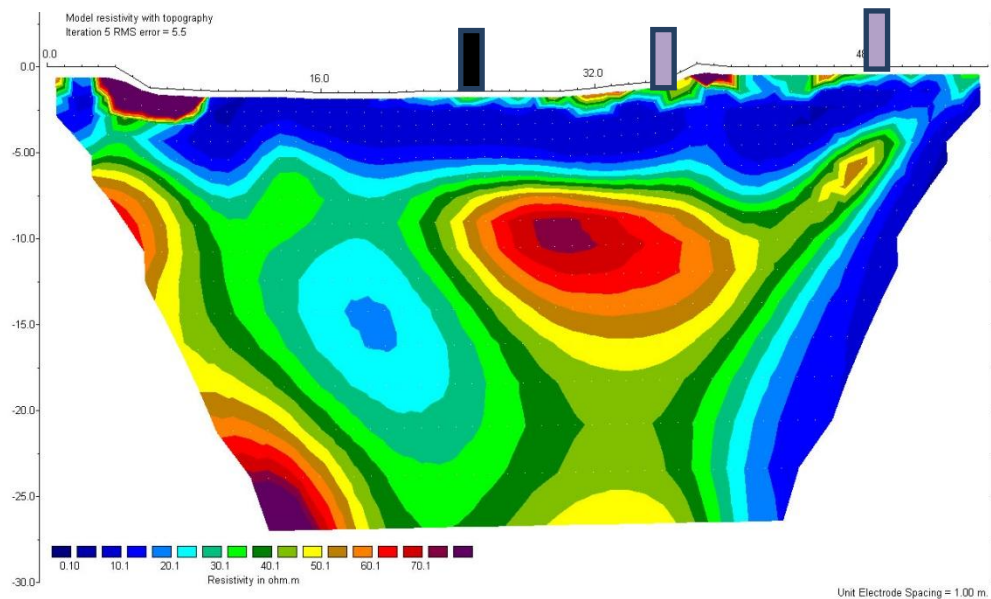 Model resistivity with topography
Iteration 5 RMS error = 5.5
0.0
16.0
32.0
48
0.0
-5.00
-10.0
-15.0
-20.0
-25.0
-30.0
0.10 10.1 20.1 30.1 40.1 50.1 60.1 70.1
Resistivity in ohm.m
Unit Electrode Spacing = 1.00 m.